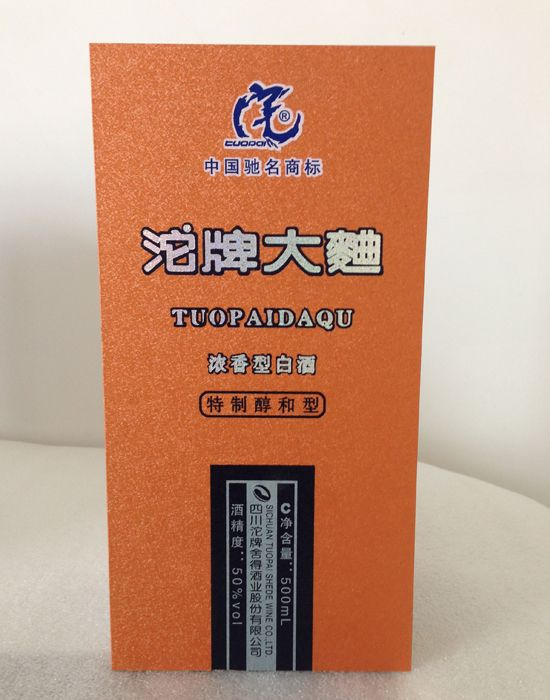 tuopai®
中国驰名商标
沱牌大麯
TUOPAIDAQU
浓香型白酒
特制醇和型
酒精度:50%vol
SICHUAN TUOPAI SHEDE WINE CO.,LTD.
四川沱牌舍得酒业股份有限公司
C净含量:500mL